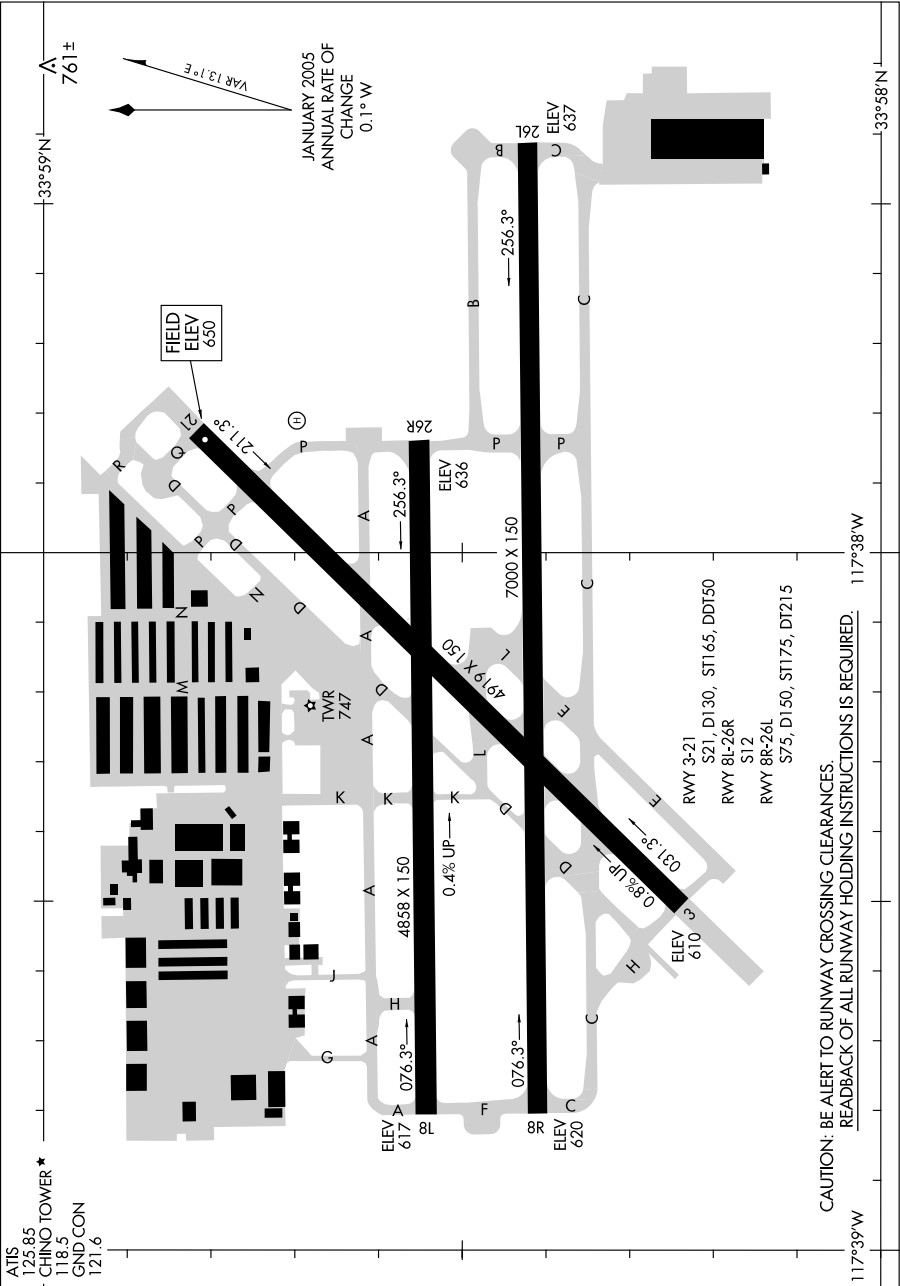 ATIS
125.85
CHINO TOWER ★
118.5
GND CON
121.6
33°59'N
761±
VAR 13.1°E
JANUARY 2005
ANNUAL RATE OF
CHANGE
0.1° W
33°58'N
FIELD
ELEV
650
21
211.3°
H
R
Q
D
P
P
D
P
N
D
N
M
A
A
D
A
TWR
747
K
K
K
A
J
H
A
G
A
26R
ELEV
636
256.3°
4858 X 150
0.4% UP
076.3°
8L
ELEV
617
F
B
B
C
26L
ELEV
637
256.3°
C
P
P
7000 X 150
C
4919 X 150
L
L
E
E
D
D
031.3°
0.8% UP
3
ELEV
610
H
C
076.3°
8R
ELEV
620
C
RWY 3-21
S21, D130, ST165, DDT50
RWY 8L-26R
S12
RWY 8R-26L
S75, D150, ST175, DT215
CAUTION: BE ALERT TO RUNWAY CROSSING CLEARANCES.
READBACK OF ALL RUNWAY HOLDING INSTRUCTIONS IS REQUIRED.
117°39'W
117°38'W